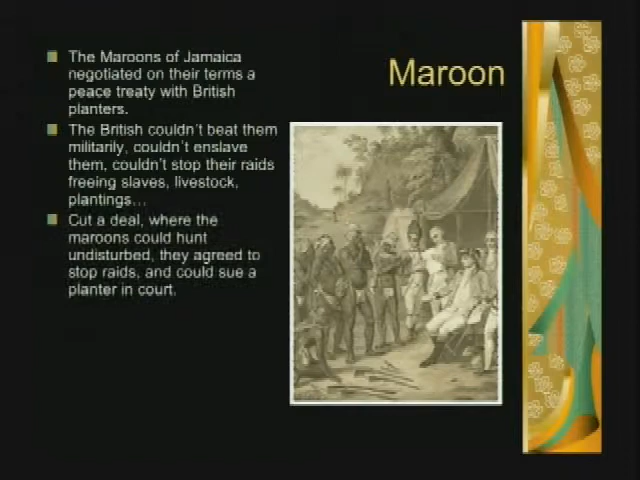 Maroon
The Maroons of Jamaica
negotiated on their terms a
peace treaty with British
planters.
The British couldn't beat them
militarily, couldn't enslave
them, couldn't stop their raids
freeing slaves, livestock,
plantings...
Cut a deal, where the
maroons could hunt
undisturbed, they agreed to
stop raids, and could sue a
planter in court.